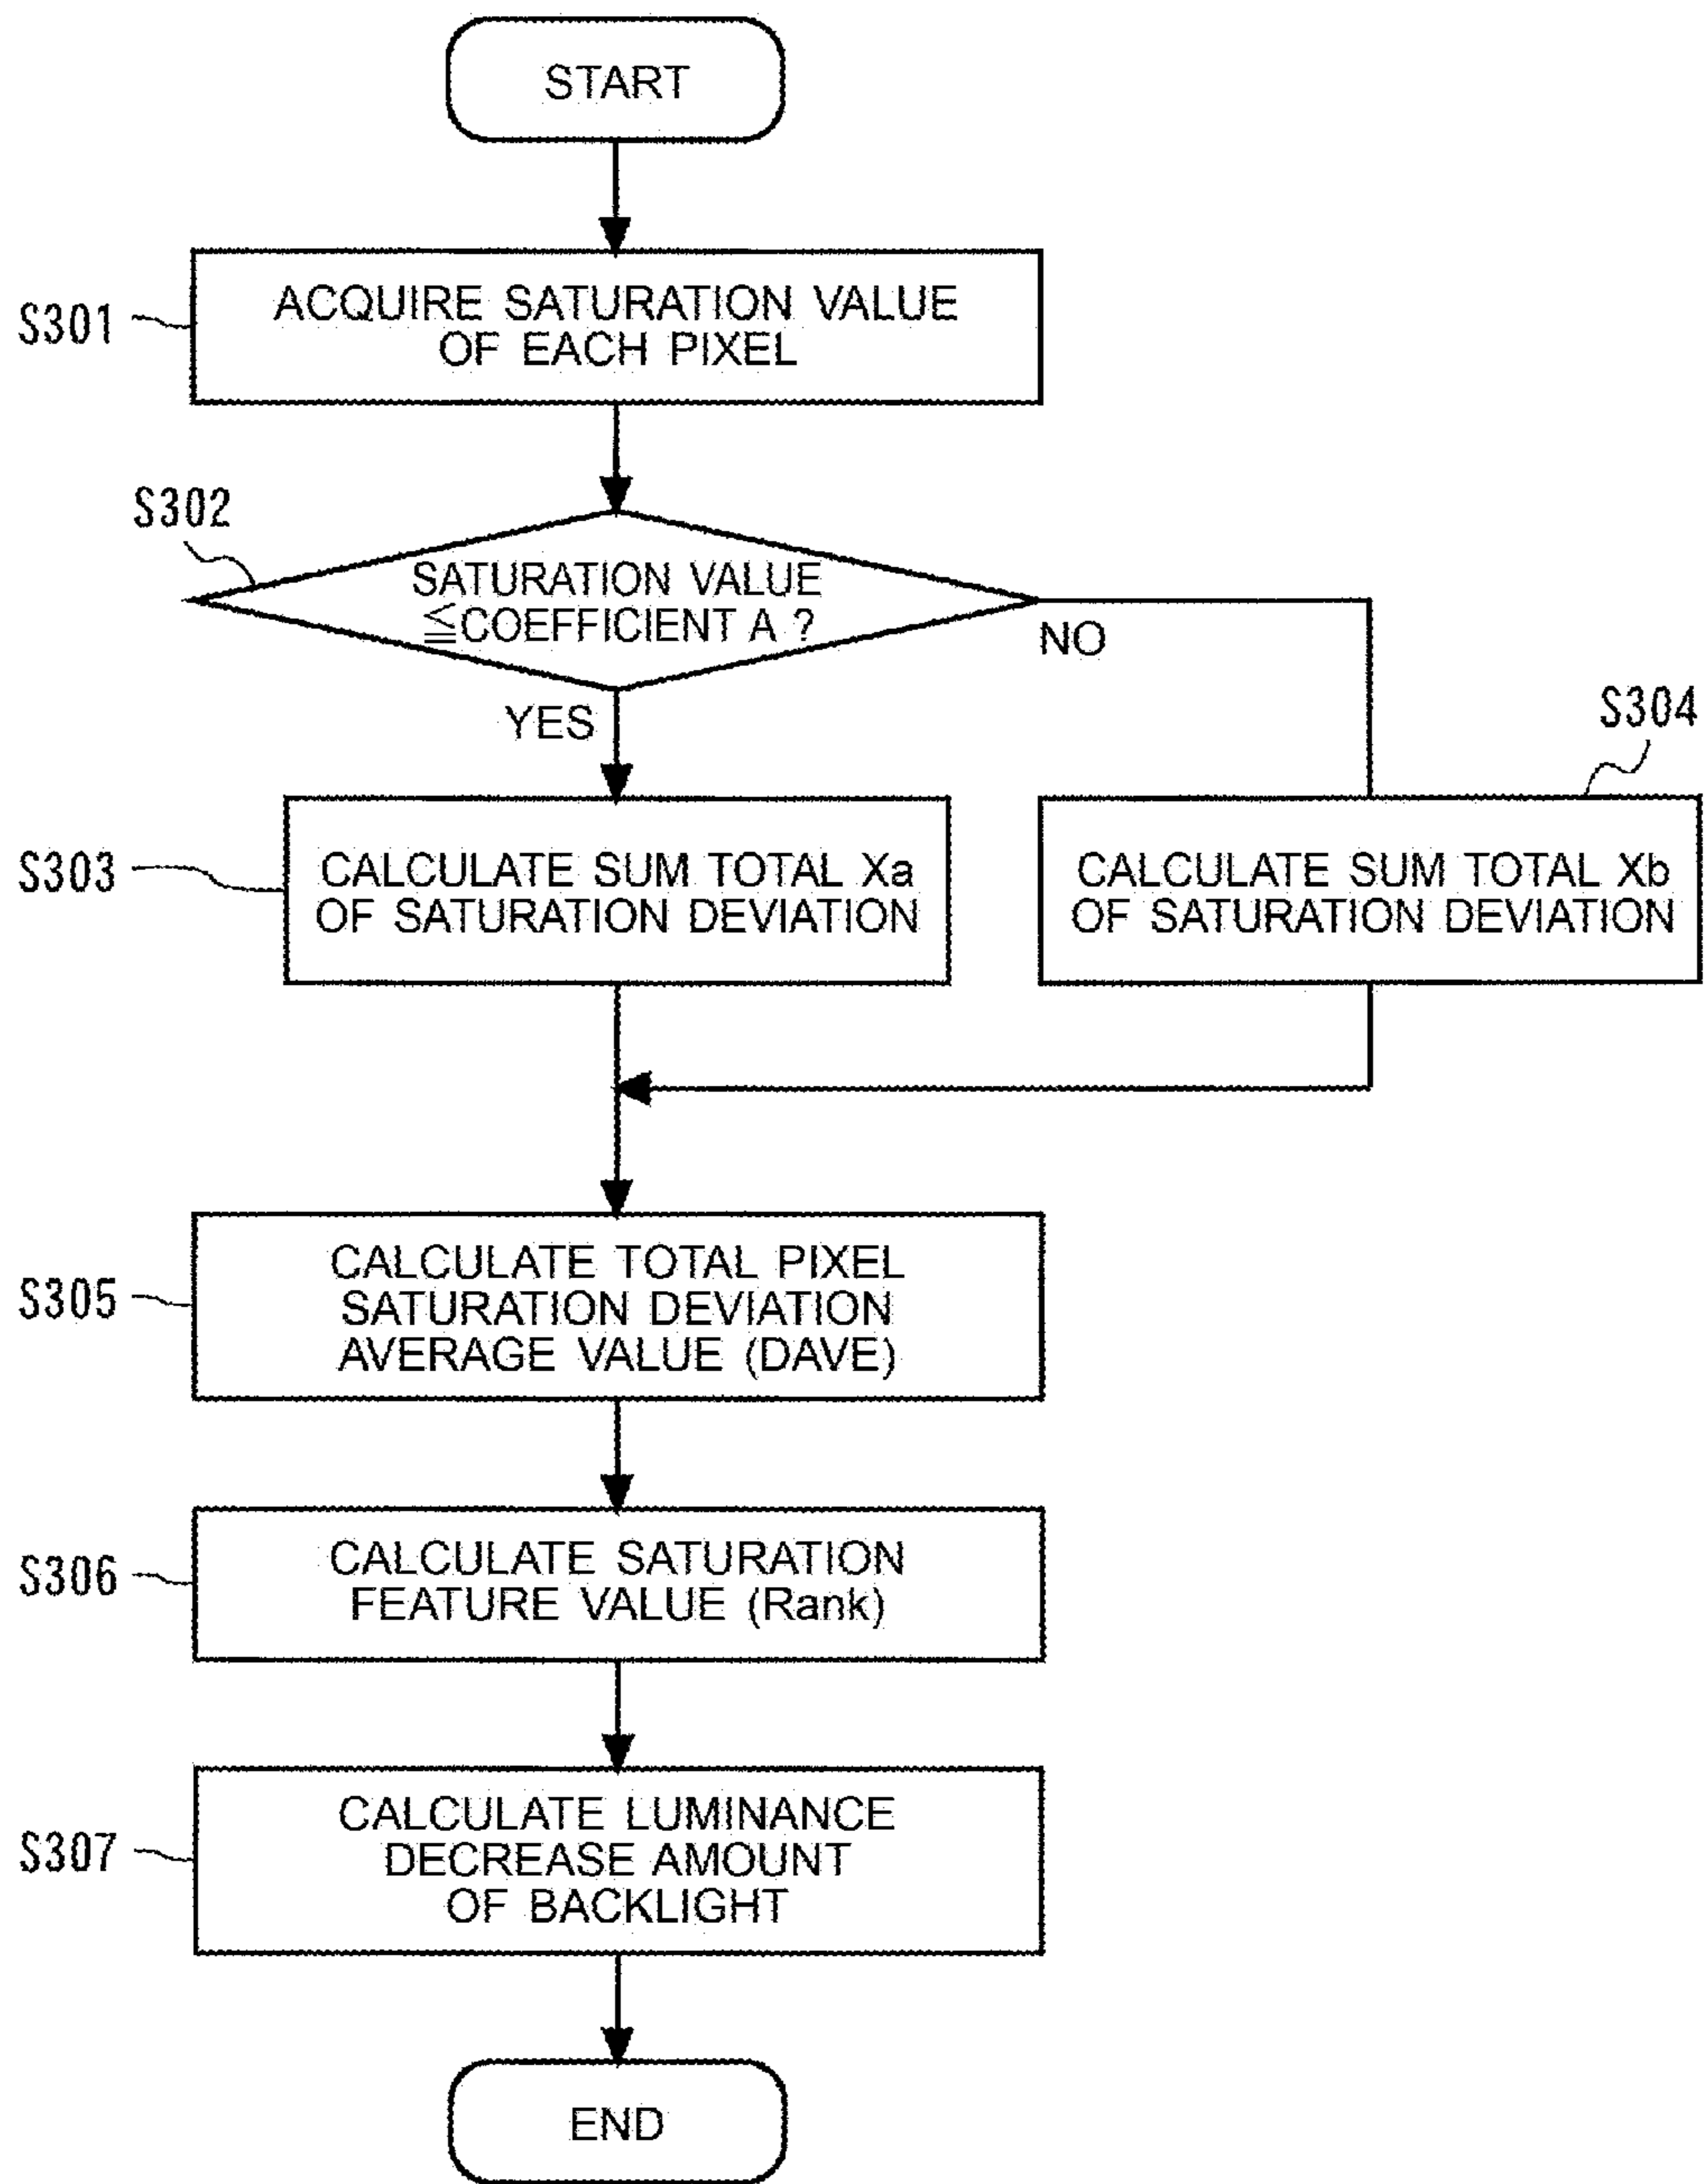 START
S301
ACQUIRE SATURATION VALUE
OF EACH PIXEL
S302
SATURATION VALUE
≦COEFFICIENT A ?
NO
YES
S304
S303
CALCULATE SUM TOTAL Xa
OF SATURATION DEVIATION
CALCULATE SUM TOTAL Xb
OF SATURATION DEVIATION
S305
CALCULATE TOTAL PIXEL
SATURATION DEVIATION
AVERAGE VALUE (DAVE)
S306
CALCULATE SATURATION
FEATURE VALUE (Rank)
S307
CALCULATE LUMINANCE
DECREASE AMOUNT
OF BACKLIGHT
END